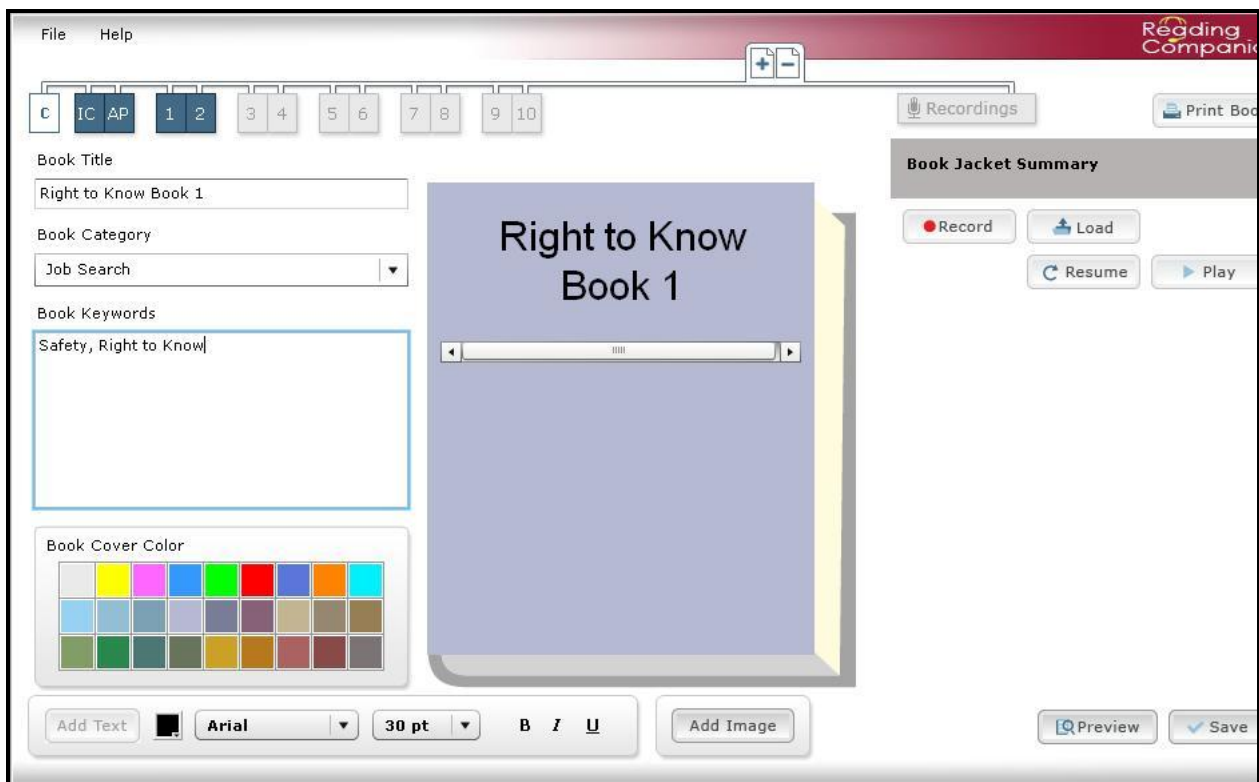 File Help
Reading
Compani
C IC AP 1 2 3 4 5 6 7 8 9 10
Recordings
Print Boo
Book Title
Right to Know Book 1
Book Category
Job Search
Book Keywords
Safety, Right to Know
Book Cover Color
Right to Know
Book 1
Book Jacket Summary
Record Load
Resume Play
Add Text Arial 30 pt B I U
Add Image
Preview Save